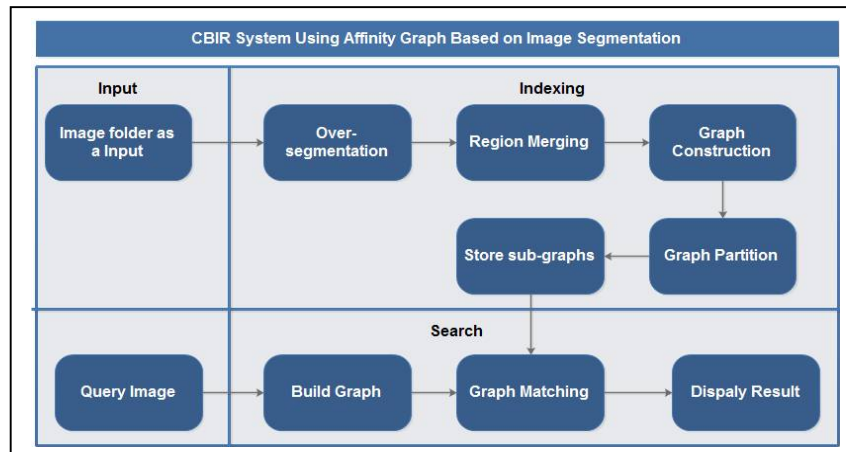 CBIR System Using Affinity Graph Based on Image Segmentation
Input
Indexing
Image folder as
a Input
Over-
segmentation
Region Merging
Graph
Construction
Store sub-graphs
Graph Partition
Search
Query Image
Build Graph
Graph Matching
Dispaly Result